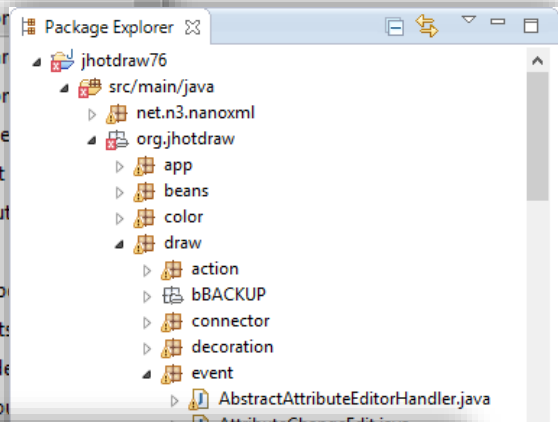 Package Explorer
jhotdraw76
src/main/java
net.n3.nanoxml
org.jhotdraw
app
beans
color
draw
action
bBACKUP
connector
decoration
event
AbstractAttributeEditorHandler.java